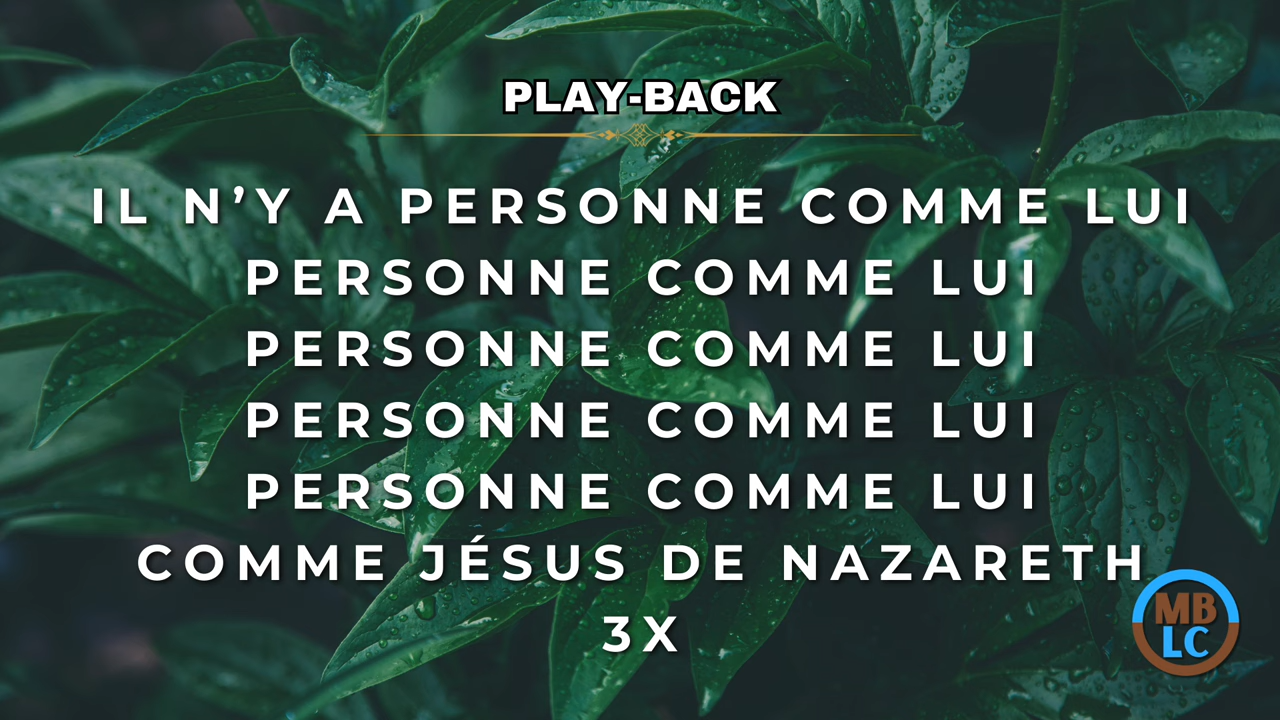 PLAY-BACK
IL N’Y A PERSONNE COMME LUI
PERSONNE COMME LUI
PERSONNE COMME LUI
PERSONNE COMME LUI
PERSONNE COMME LUI
COMME JÉSUS DE NAZARETH
3X
MB
LC